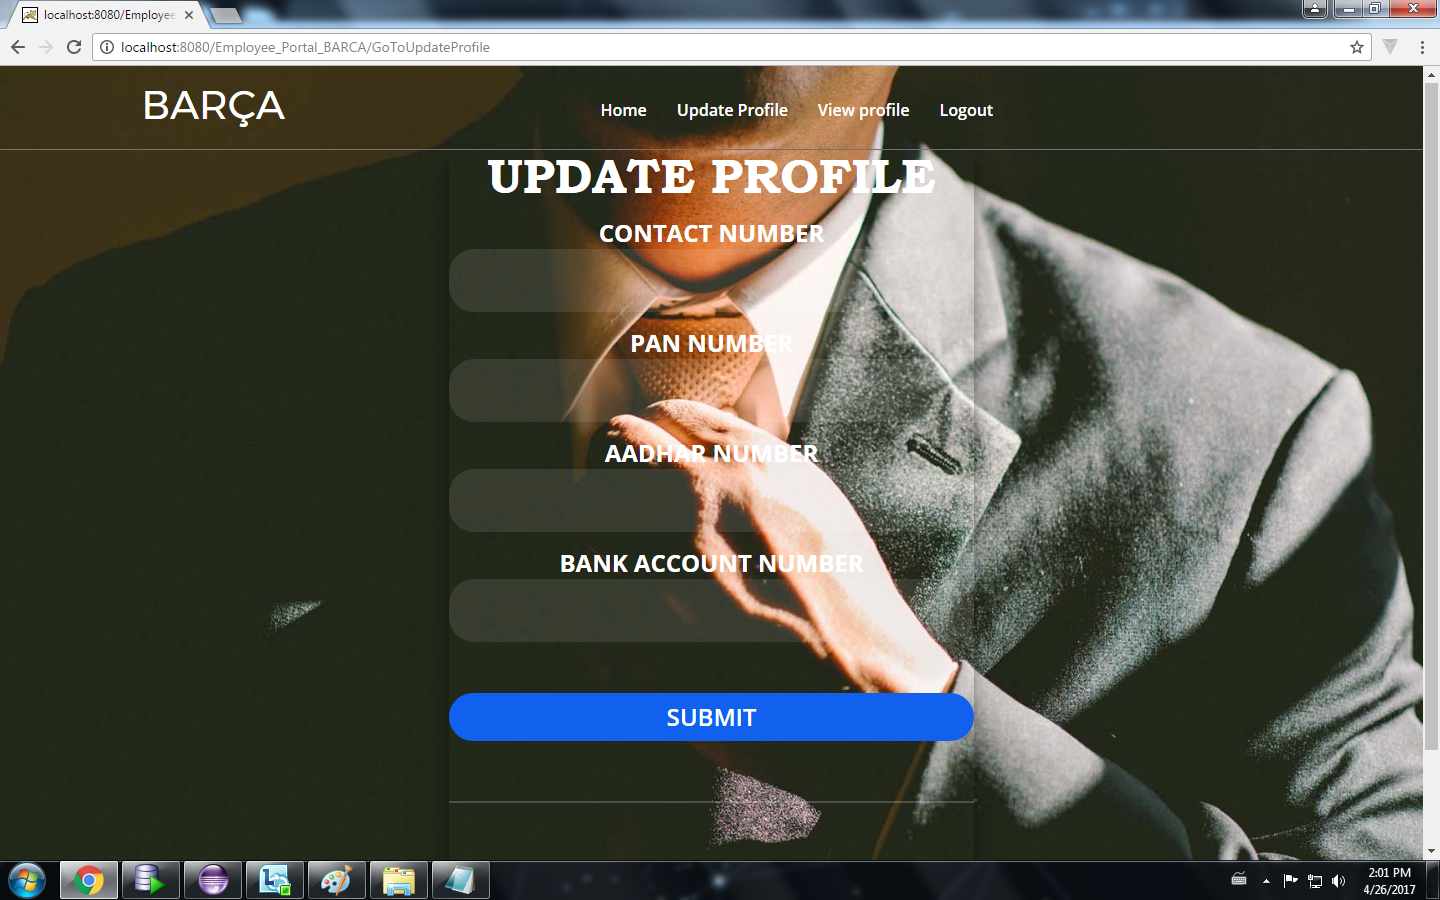 localhost:8080/Employee
localhost:8080/Employee_Portal_BARCA/GoToUpdateProfile
BARÇA
Home Update Profile View profile Logout
UPDATE PROFILE
CONTACT NUMBER
PAN NUMBER
AADHAR NUMBER
BANK ACCOUNT NUMBER
SUBMIT
2:01 PM
4/26/2017